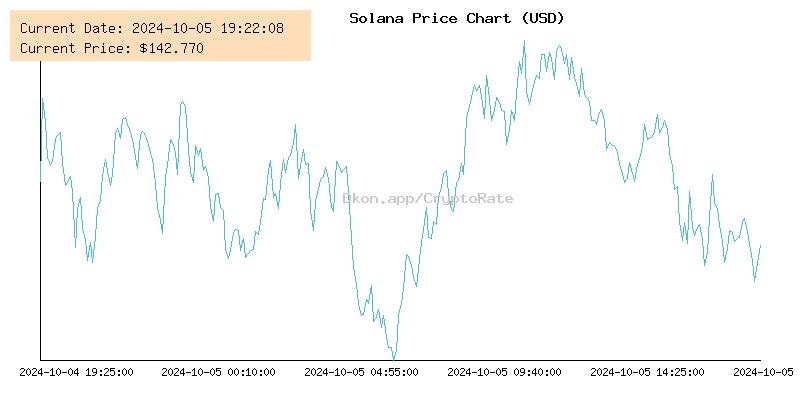 Solana Price Chart (USD)
Current Date: 2024-10-05 19:22:08
Current Price: $142.770
Dkon.app/CryptoRate
2024-10-04 19:25:00
2024-10-05 00:10:00
2024-10-05 04:55:00
2024-10-05 09:40:00
2024-10-05 14:25:00
2024-10-05